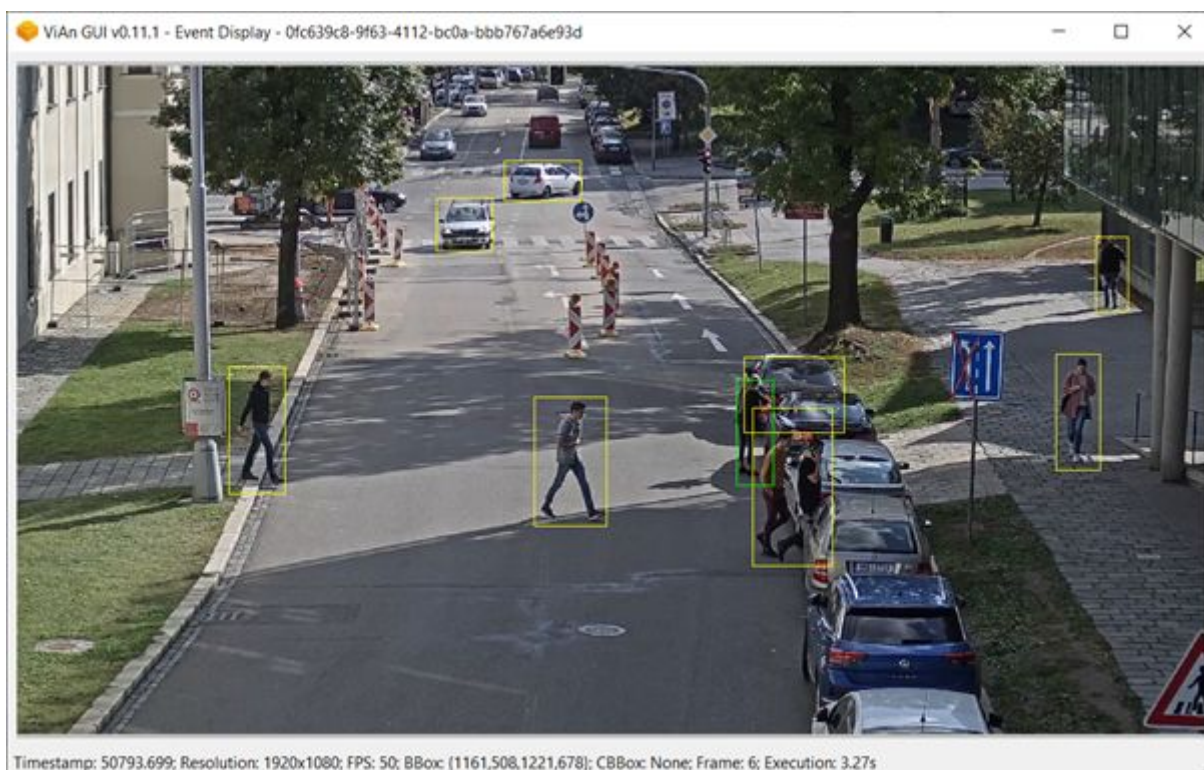 ViAn GUI v0.11.1 - Event Display - 0fc639c8-9f63-4112-bc0a-bbb767a6e93d
Timestamp: 50793.699; Resolution: 1920x1080; FPS: 50; BBox: (1161,508,1221,678); CBBox: None; Frame: 6; Execution: 3.27s